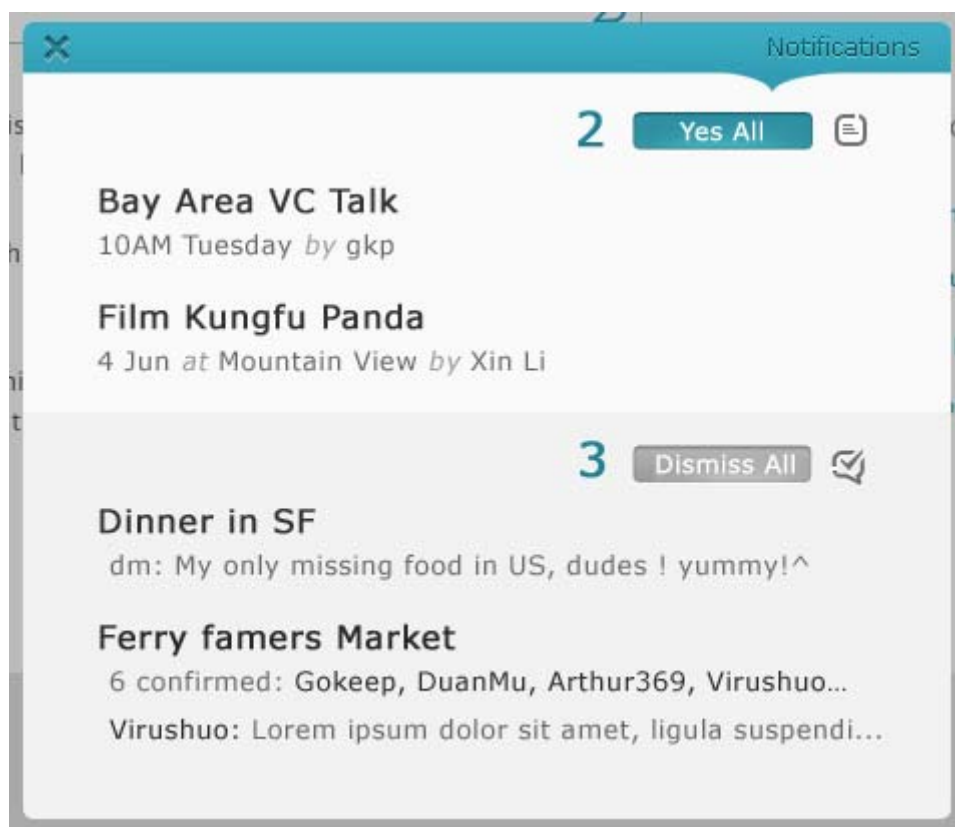 Notifications
2 Yes All
Bay Area VC Talk
10AM Tuesday by gkp
Film Kungfu Panda
4 Jun at Mountain View by Xin Li
3 Dismiss All
Dinner in SF
dm: My only missing food in US, dudes ! yummy!^
Ferry famers Market
6 confirmed: Gokeep, DuanMu, Arthur369, Virushuo...
Virushuo: Lorem ipsum dolor sit amet, ligula suspendi...